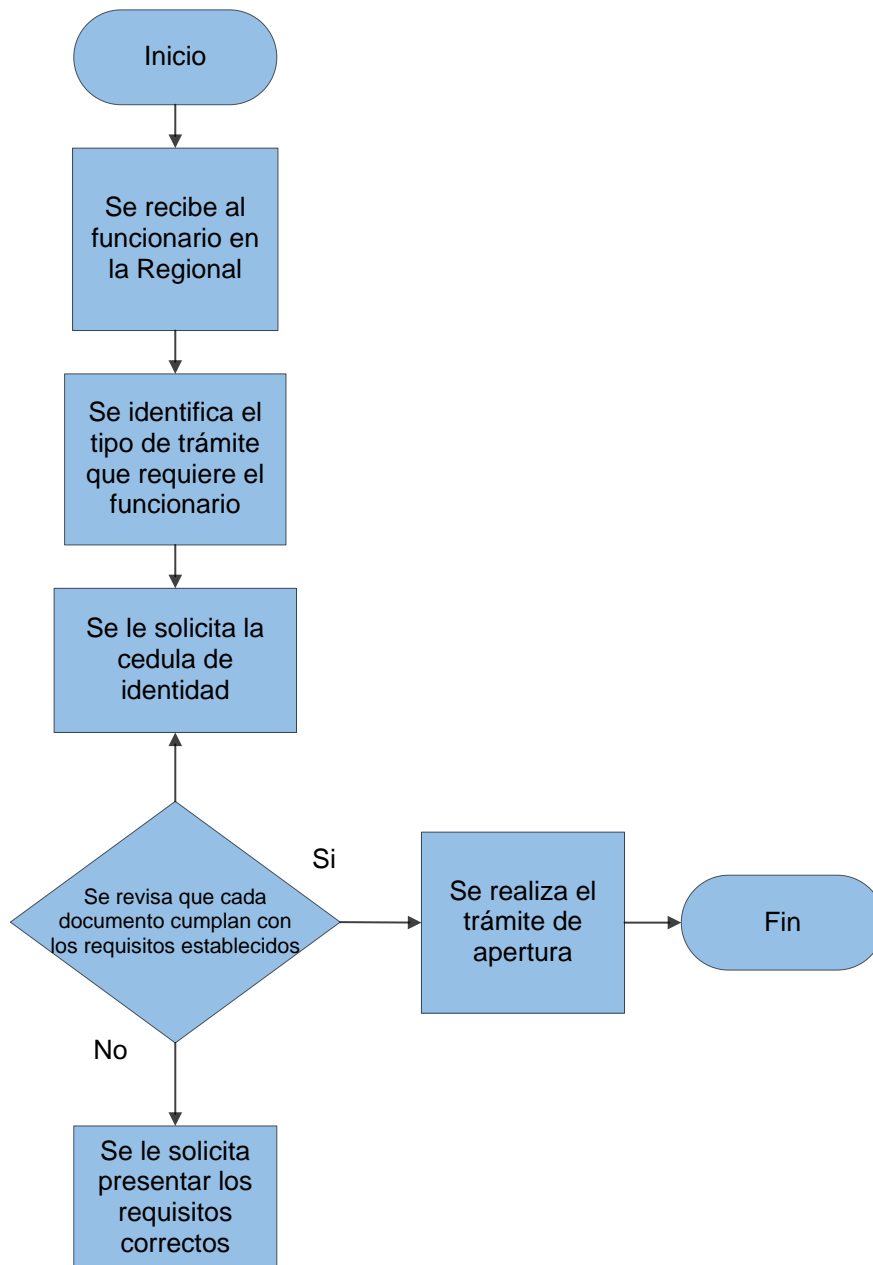 Inicio
Se recibe al
funcionario en
la Regional
Se identifica el
tipo de trámite
que requiere el
funcionario
Se le solicita la
cedula de
identidad
Si
Se revisa que cada
documento cumplan con
los requisitos establecidos
Se realiza el
trámite de
apertura
Fin
No
Se le solicita
presentar los
requisitos
correctos